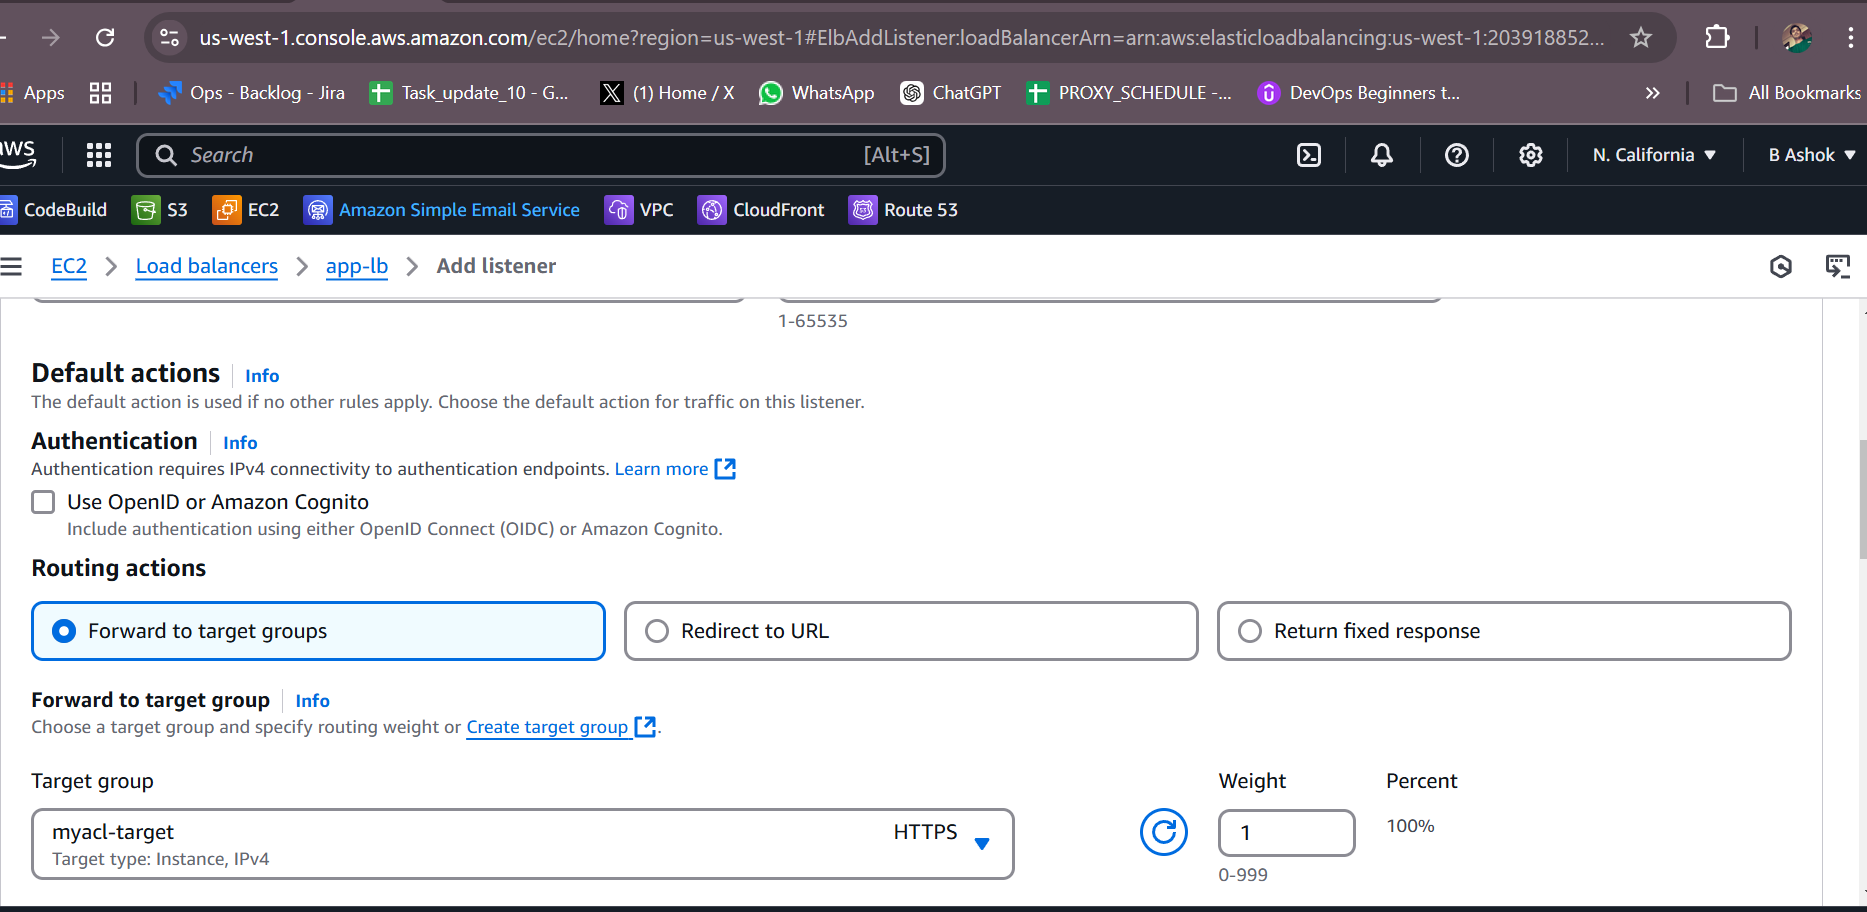 us-west-1.console.aws.amazon.com/ec2/home?region=us-west-1#ElbAddListener:loadBalancerArn=arn:aws:elasticloadbalancing:us-west-1:203918852...
Apps Ops - Backlog - Jira Task_update_10 - G... (1) Home / X WhatsApp ChatGPT PROXY_SCHEDULE -... DevOps Beginners t... » All Bookmarks
aws Search [Alt+S] N. California B Ashok
CodeBuild S3 EC2 Amazon Simple Email Service VPC CloudFront Route 53
EC2 > Load balancers > app-lb > Add listener
1-65535
Default actions Info
The default action is used if no other rules apply. Choose the default action for traffic on this listener.
Authentication Info
Authentication requires IPv4 connectivity to authentication endpoints. Learn more
Use OpenID or Amazon Cognito
Include authentication using either OpenID Connect (OIDC) or Amazon Cognito.
Routing actions
Forward to target groups Redirect to URL Return fixed response
Forward to target group Info
Choose a target group and specify routing weight or Create target group .
Target group Weight Percent
myacl-target HTTPS 1 100%
Target type: Instance, IPv4
0-999